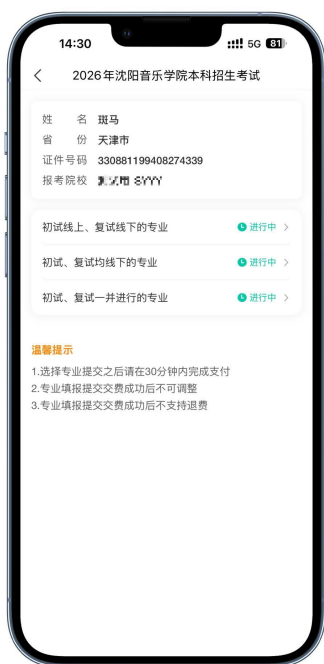 14:30 5G 81
2026年沈阳音乐学院本科招生考试
姓 名 斑马
省 份 天津市
证件号码 330881199408274339
报考院校
初试线上、复试线下的专业 进行中
初试、复试均线下的专业 进行中
初试、复试一并进行的专业 进行中
温馨提示
1.选择专业提交之后请在30分钟内完成支付
2.专业填报提交交费成功后不可调整
3.专业填报提交交费成功后不支持退费